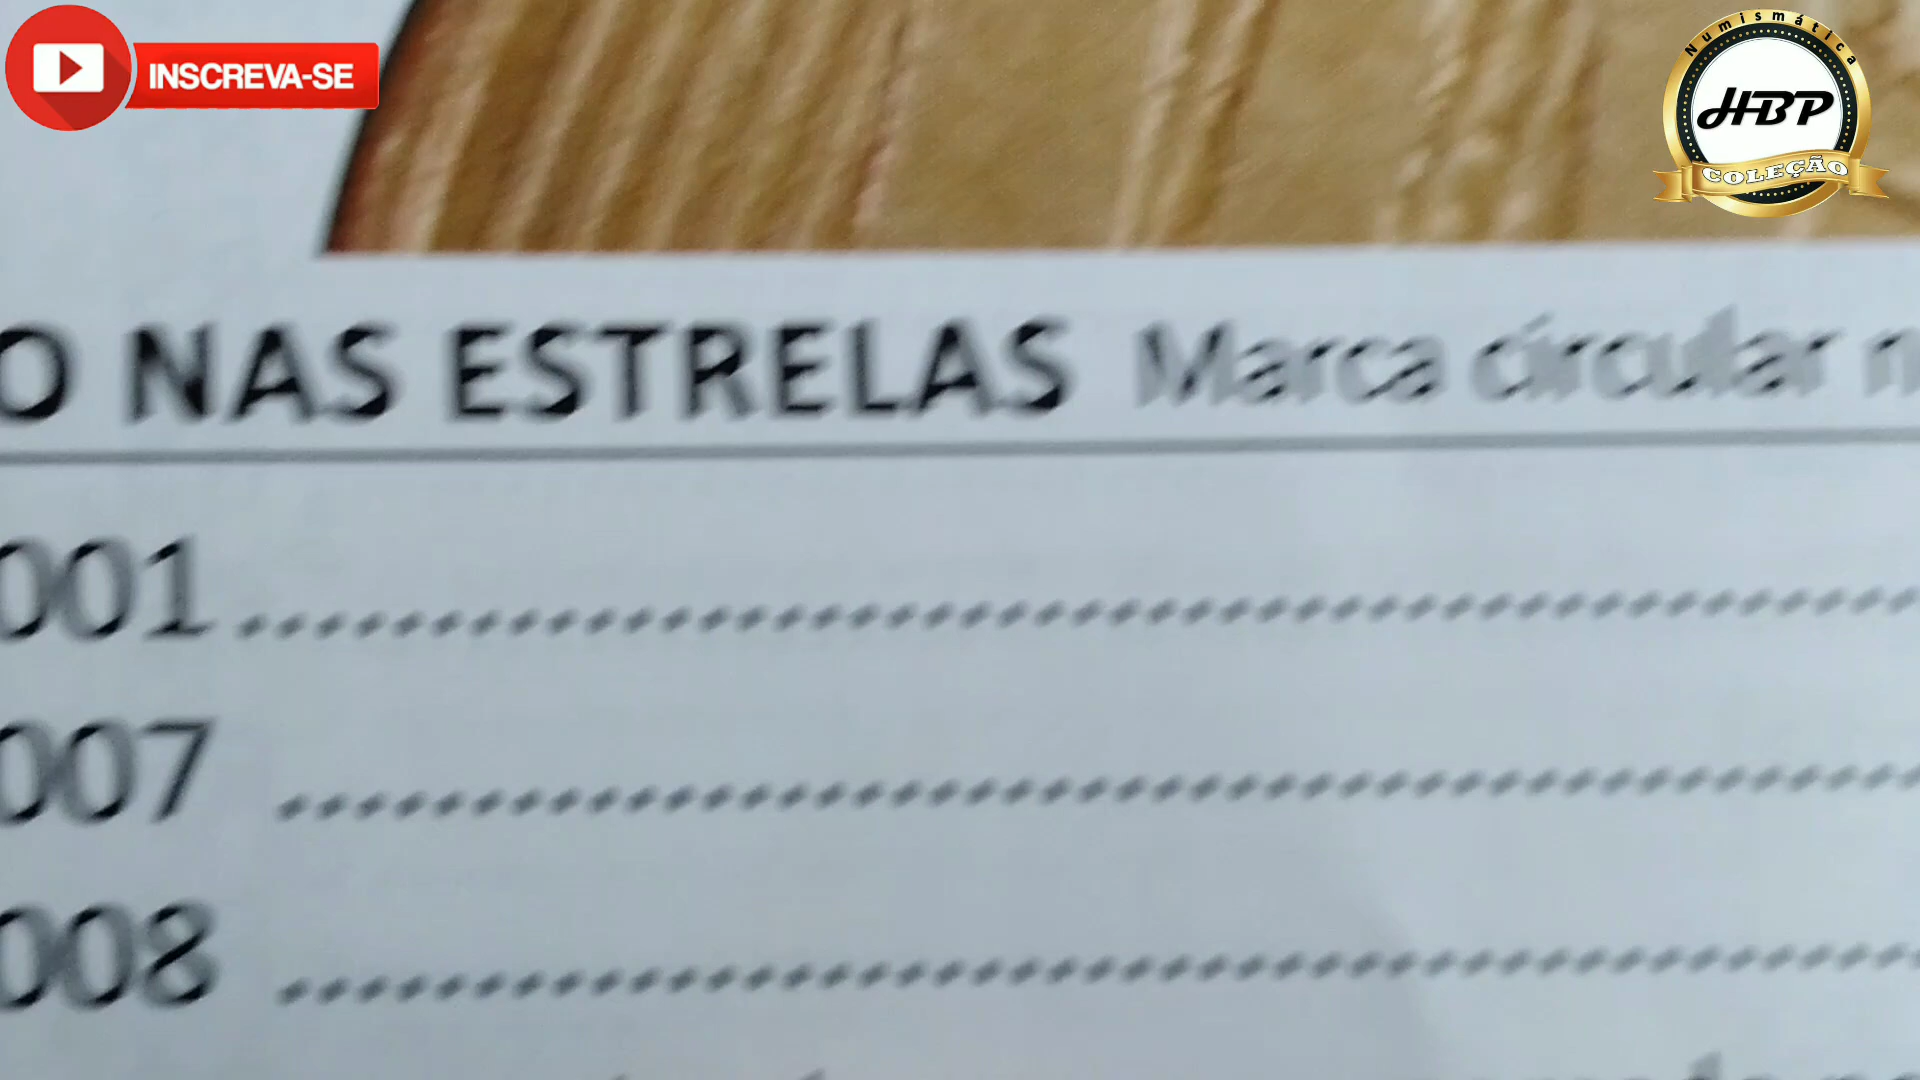 INSCREVA-SE
Numismática
HBP
COLEÇÃO
O NAS ESTRELAS Marca circular n
001
007
008